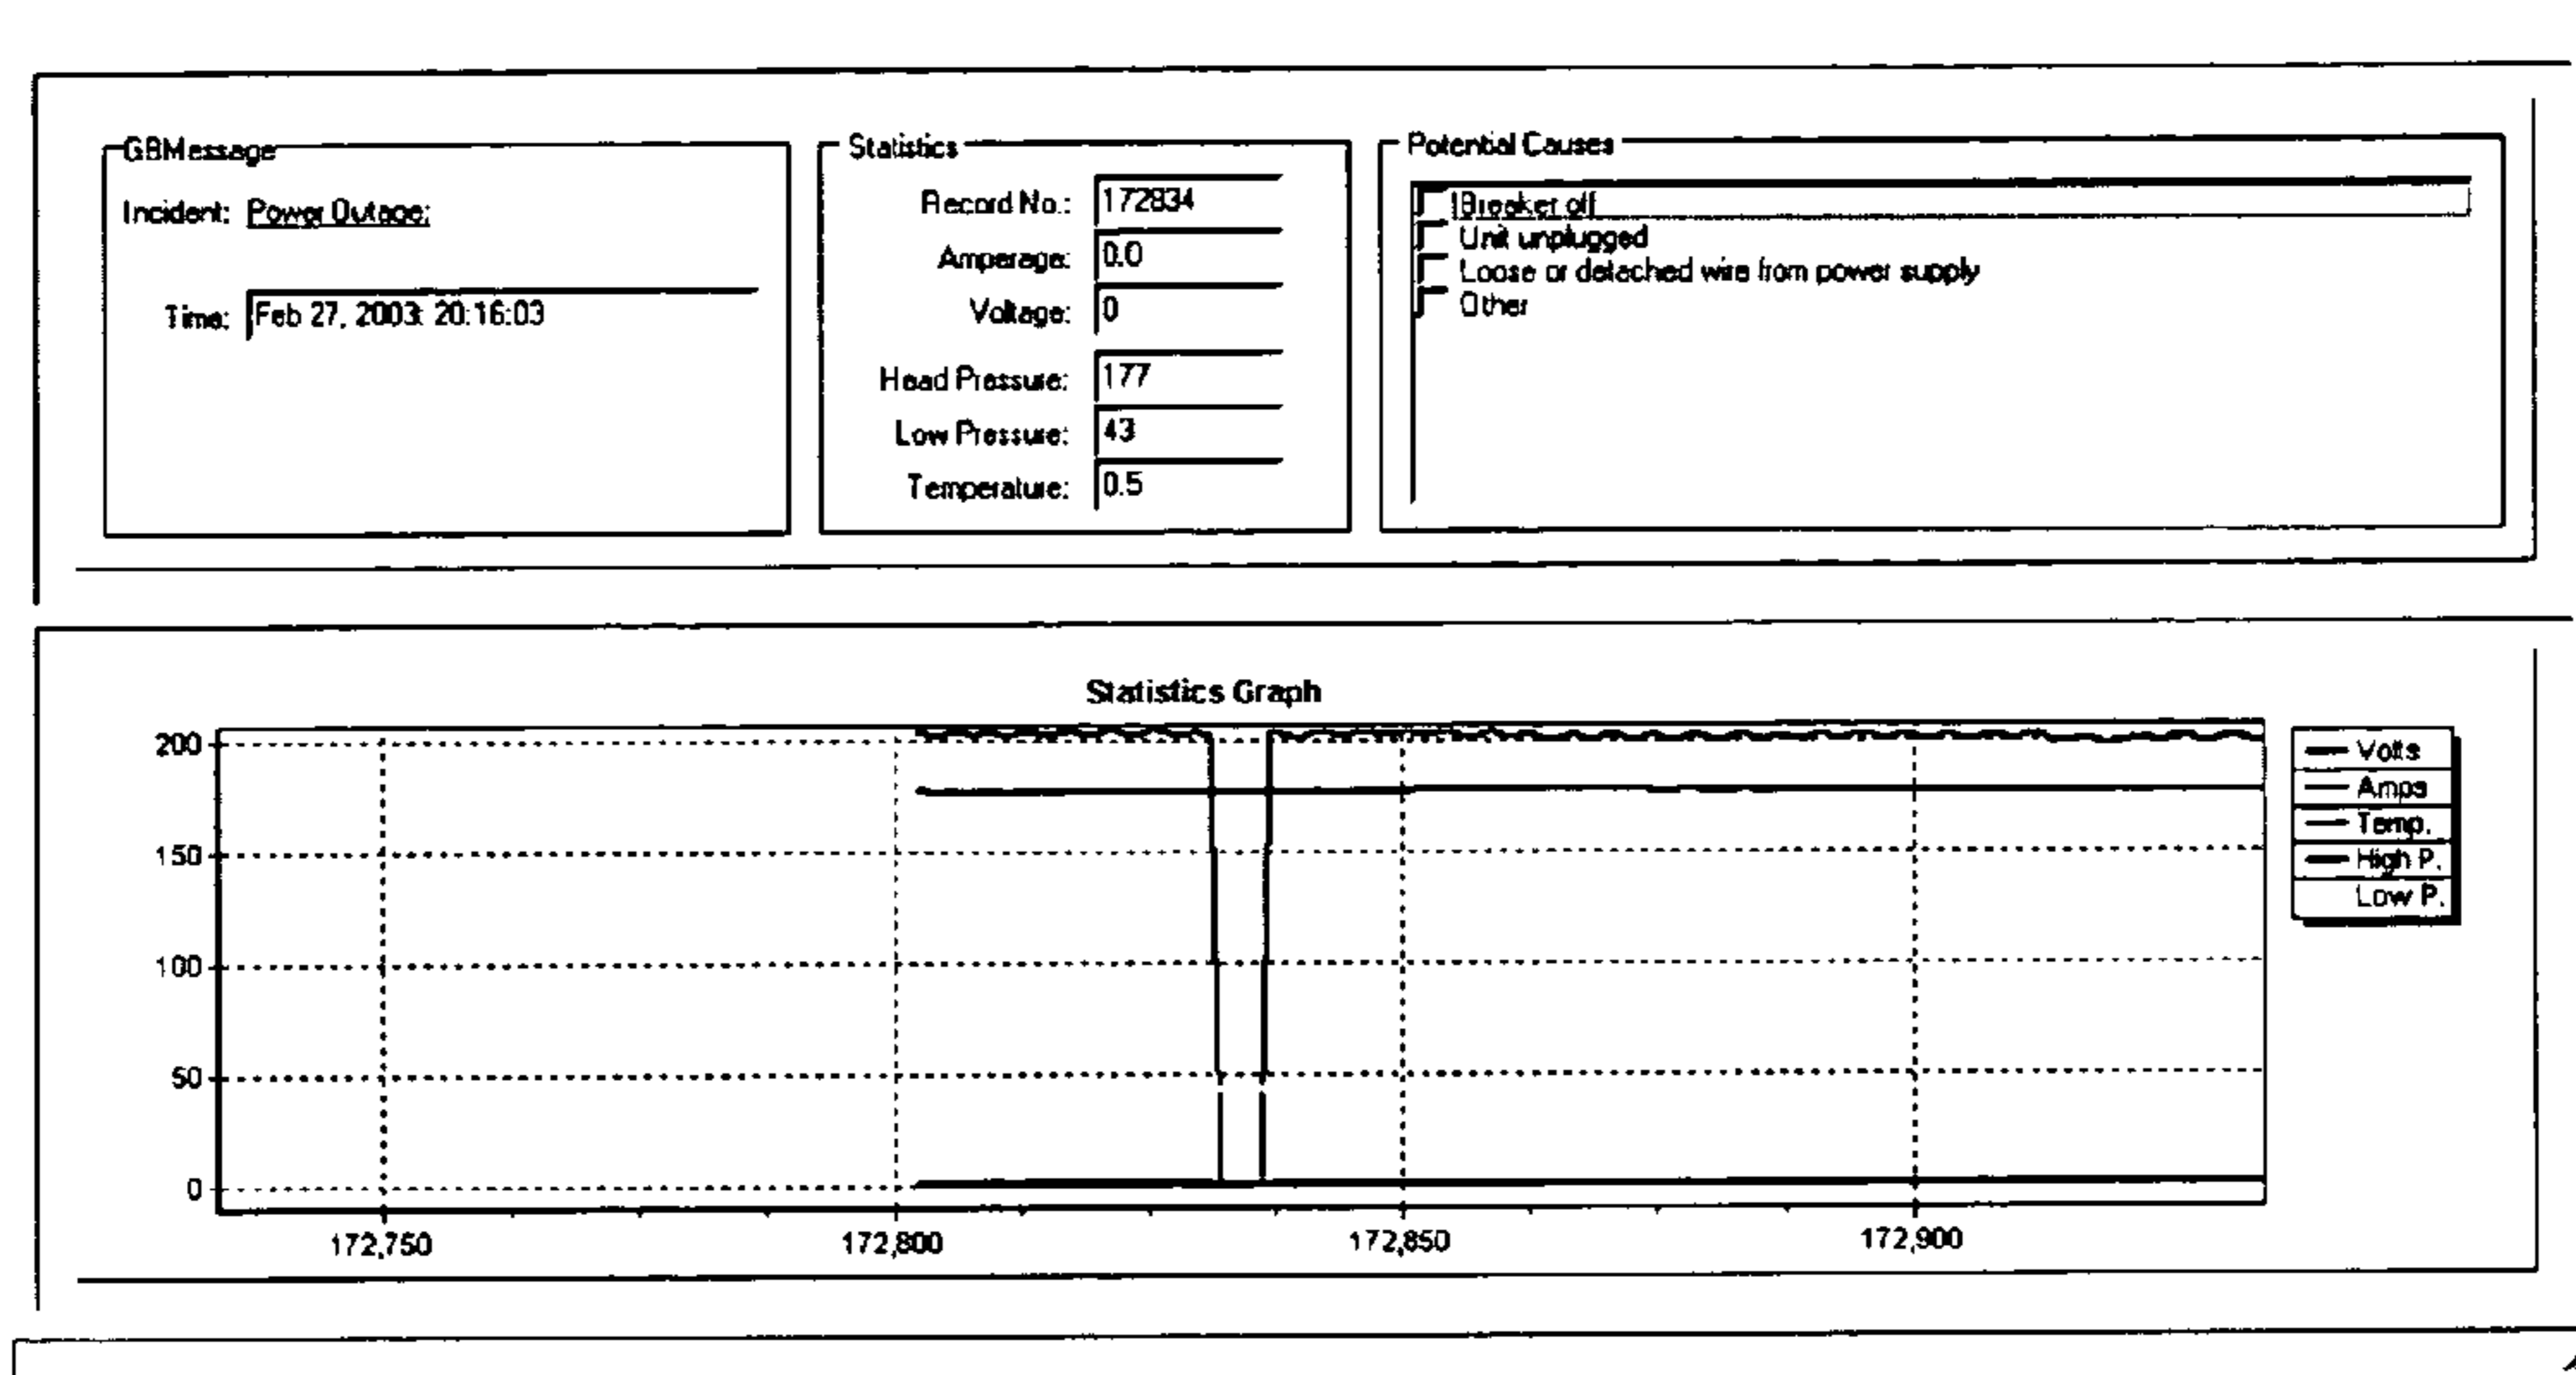 GBMessage
Incident: Power Outage;
Time: Feb 27, 2003: 20:16:03
Statistics
Record No.: 172834
Amperage: 0.0
Voltage: 0
Head Pressure: 177
Low Pressure: 43
Temperature: 0.5
Potential Causes
Breaker off
Unit unplugged
Loose or detached wire from power supply
Other
Statistics Graph
200
150
100
50
0
172,750 172,800 172,850 172,900
Volts
Amps
Temp.
High P.
Low P.